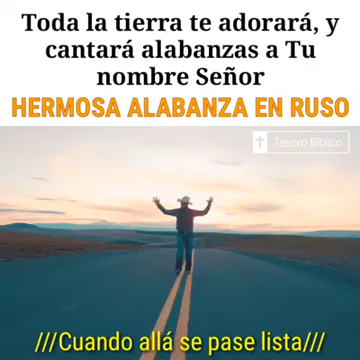 Toda la tierra te adorará, y
cantará alabanzas a Tu
nombre Señor
HERMOSA ALABANZA EN RUSO
Tesoro Bíblico
///Cuando allá se pase lista///